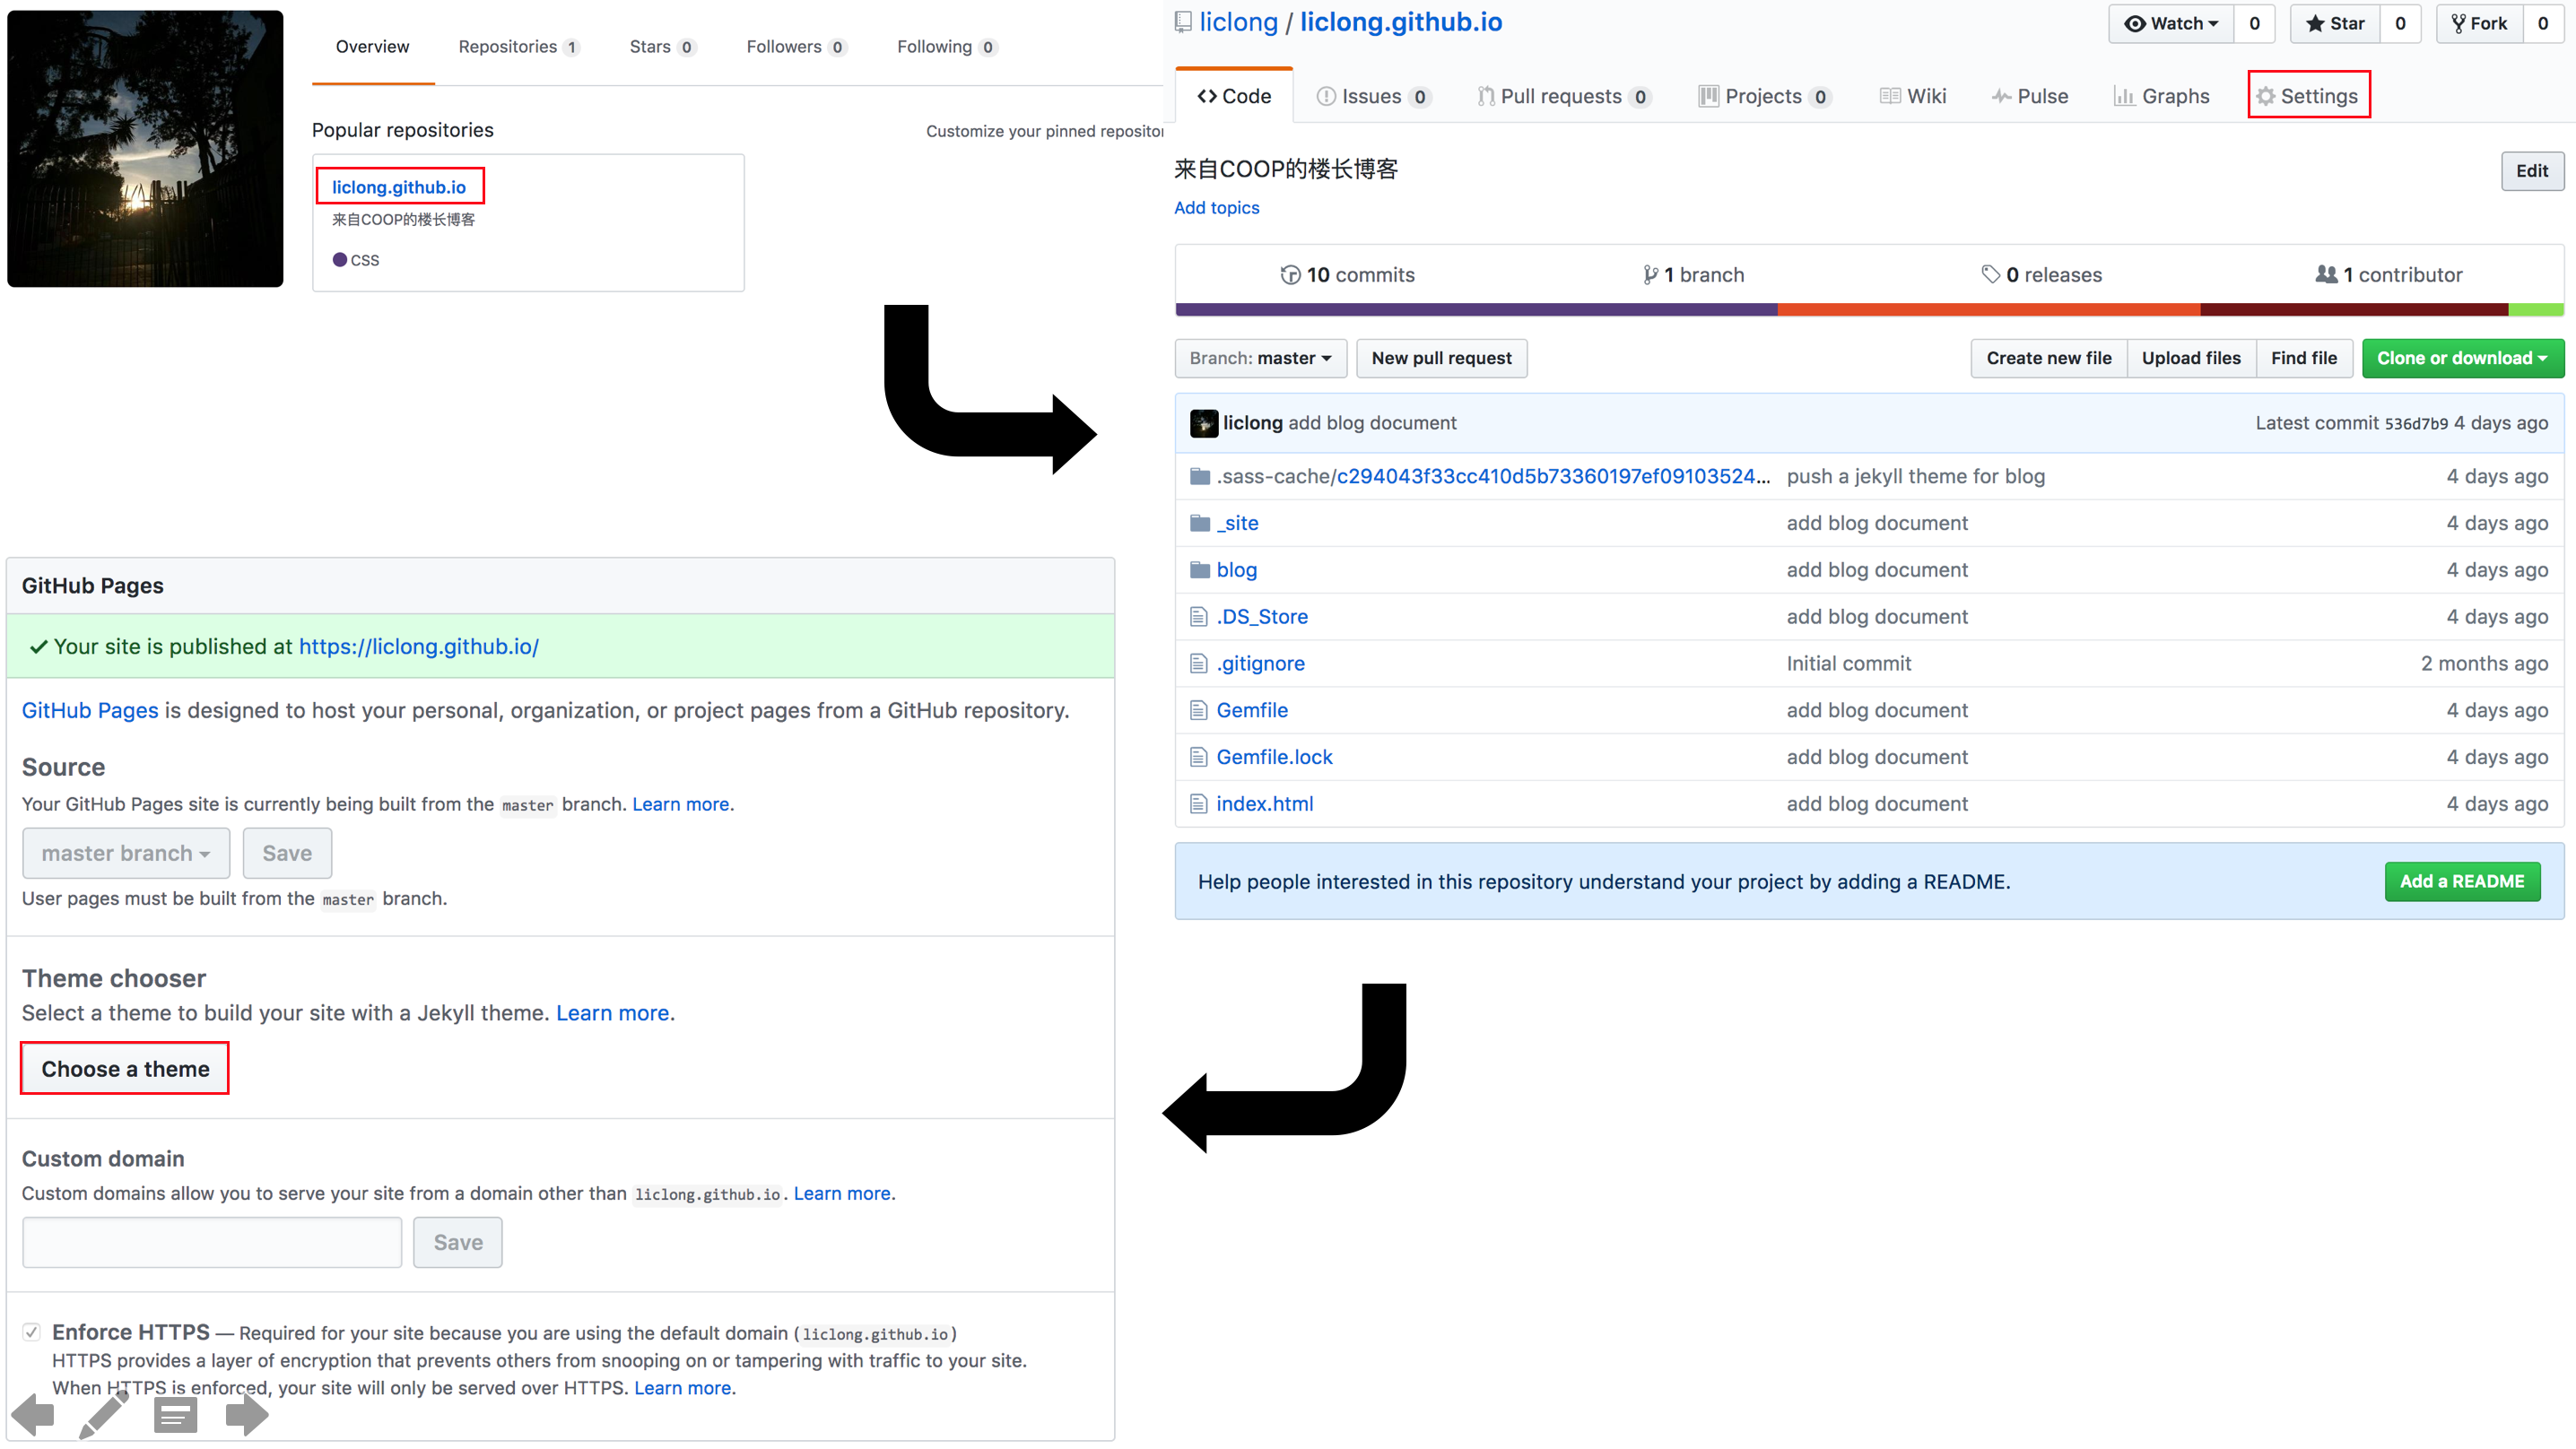 Overview Repositories 1 Stars 0 Followers 0 Following 0
Popular repositories
Customize your pinned
liclong.github.io
来自COOP的楼长博客
CSS
liclong / liclong.github.io
Watch 0 Star 0 Fork 0
Code Issues 0 Pull requests 0 Projects 0 Wiki Pulse Graphs Settings
来自COOP的楼长博客
Edit
Add topics
10 commits 1 branch 0 releases 1 contributor
Branch: master New pull request Create new file Upload files Find file Clone or download
liclong add blog document Latest commit 536d7b9 4 days ago
.sass-cache/c294043f33cc410d5b73360197ef09103524... push a jekyll theme for blog 4 days ago
_site add blog document 4 days ago
blog add blog document 4 days ago
.DS_Store add blog document 4 days ago
.gitignore Initial commit 2 months ago
Gemfile add blog document 4 days ago
Gemfile.lock add blog document 4 days ago
index.html add blog document 4 days ago
Help people interested in this repository understand your project by adding a README. Add a README
GitHub Pages
✓ Your site is published at https://liclong.github.io/
GitHub Pages is designed to host your personal, organization, or project pages from a GitHub repository.
Source
Your GitHub Pages site is currently being built from the master branch. Learn more.
master branch Save
User pages must be built from the master branch.
Theme chooser
Select a theme to build your site with a Jekyll theme. Learn more.
Choose a theme
Custom domain
Custom domains allow you to serve your site from a domain other than liclong.github.io. Learn more.
Save
Enforce HTTPS — Required for your site because you are using the default domain (liclong.github.io)
HTTPS provides a layer of encryption that prevents others from snooping on or tampering with traffic to your site.
When HTTPS is enforced, your site will only be served over HTTPS. Learn more.